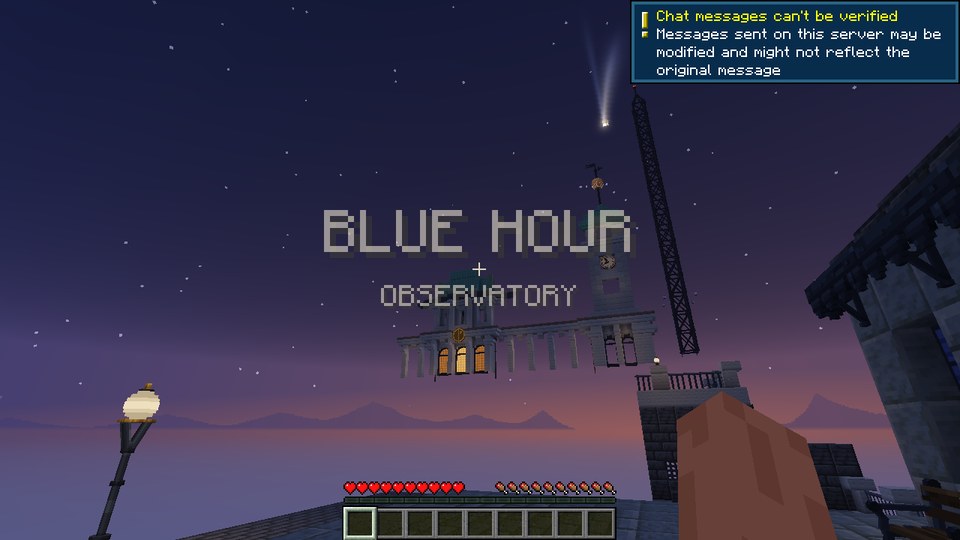 Chat messages can't be verified
Messages sent on this server may be
modified and might not reflect the
original message
BLUE HOUR
OBSERVATORY